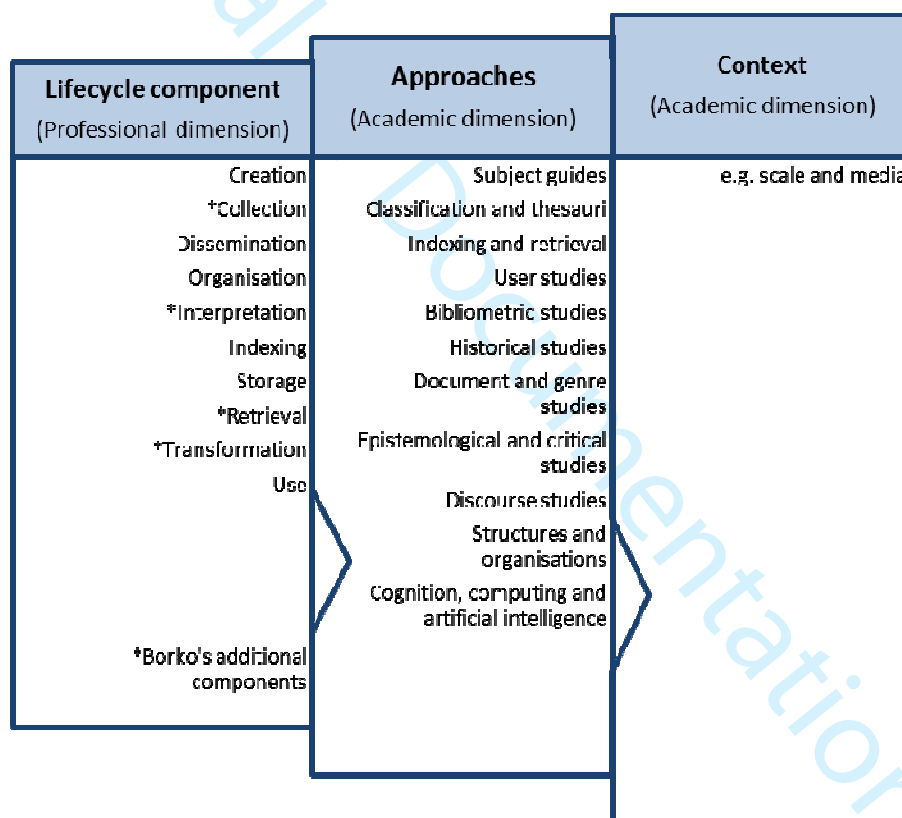 Lifecycle component
(Professional dimension)
Creation
*Collection
Dissemination
Organisation
*Interpretation
Indexing
Storage
*Retrieval
*Transformation
Use
*Borko's additional
components
Approaches
(Academic dimension)
Subject guides
Classification and thesauri
Indexing and retrieval
User studies
Bibliometric studies
Historical studies
Document and genre
studies
Epistemological and critical
studies
Discourse studies
Structures and
organisations
Cognition, computing and
artificial intelligence
Context
(Academic dimension)
e.g. scale and media
al
Documentation